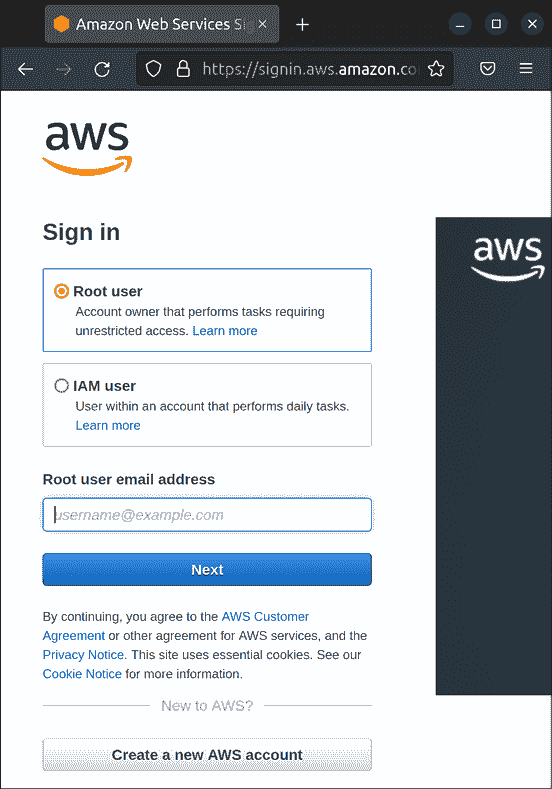 Amazon Web Services Si
https://signin.aws.amazon.co
aws
Sign in
aws
Root user
Account owner that performs tasks requiring
unrestricted access. Learn more
IAM user
User within an account that performs daily tasks.
Learn more
Root user email address
username@example.com
Next
By continuing, you agree to the AWS Customer
Agreement or other agreement for AWS services, and the
Privacy Notice. This site uses essential cookies. See our
Cookie Notice for more information.
New to AWS?
Create a new AWS account